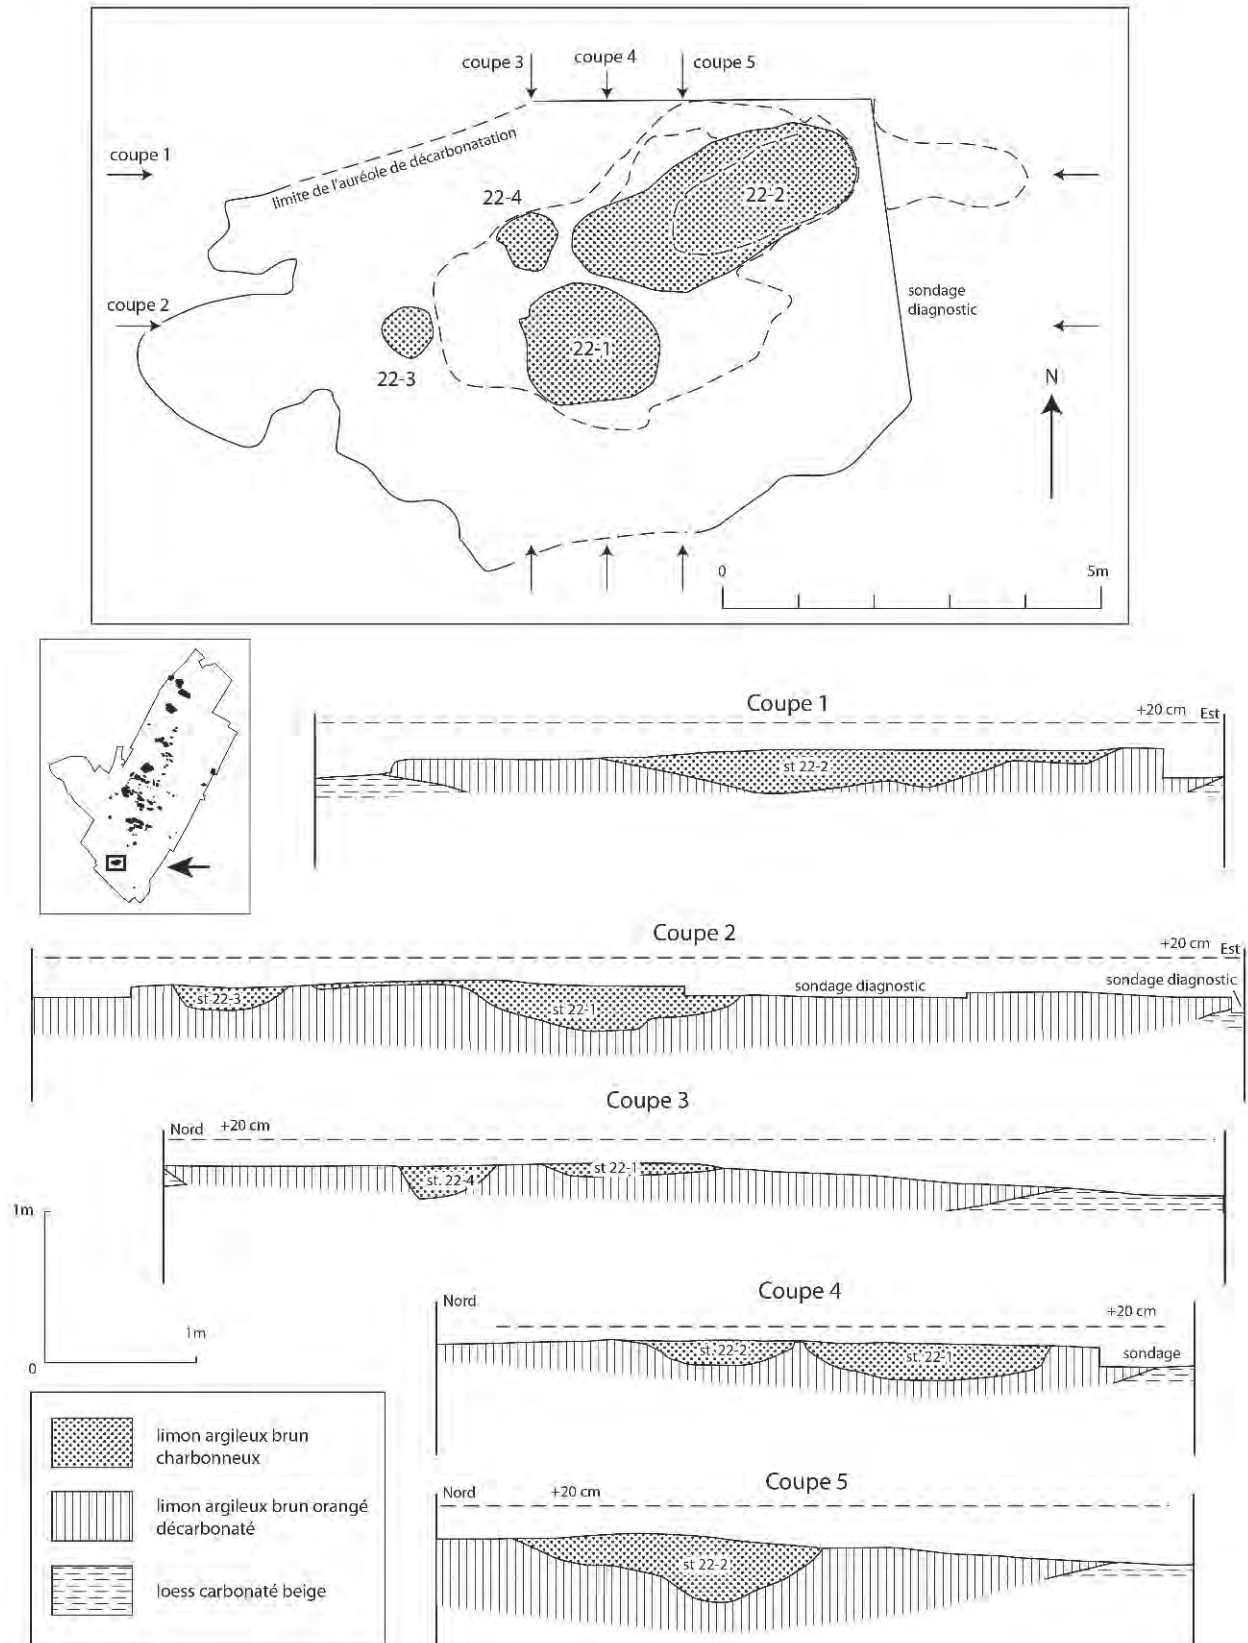 coupe 3
coupe 4
coupe 5
coupe 1
limite de l'auréole de décarbonatation
22-4
22-2
coupe 2
sondage
diagnostic
22-1
22-3
N
0
5m
Coupe 1
+20 cm
Est
st 22-2
Coupe 2
+20 cm
Est
sondage diagnostic
st 22-3
sondage diagnostic
st 22-1
Coupe 3
Nord
+20 cm
st 22-1
st. 22-4
1m
1m
0
Coupe 4
Nord
+20 cm
st. 22-2
st. 22-1
sondage
Coupe 5
Nord
+20 cm
st 22-2
limon argileux brun
charbonneux
limon argileux brun orangé
décarbonaté
loess carbonaté beige